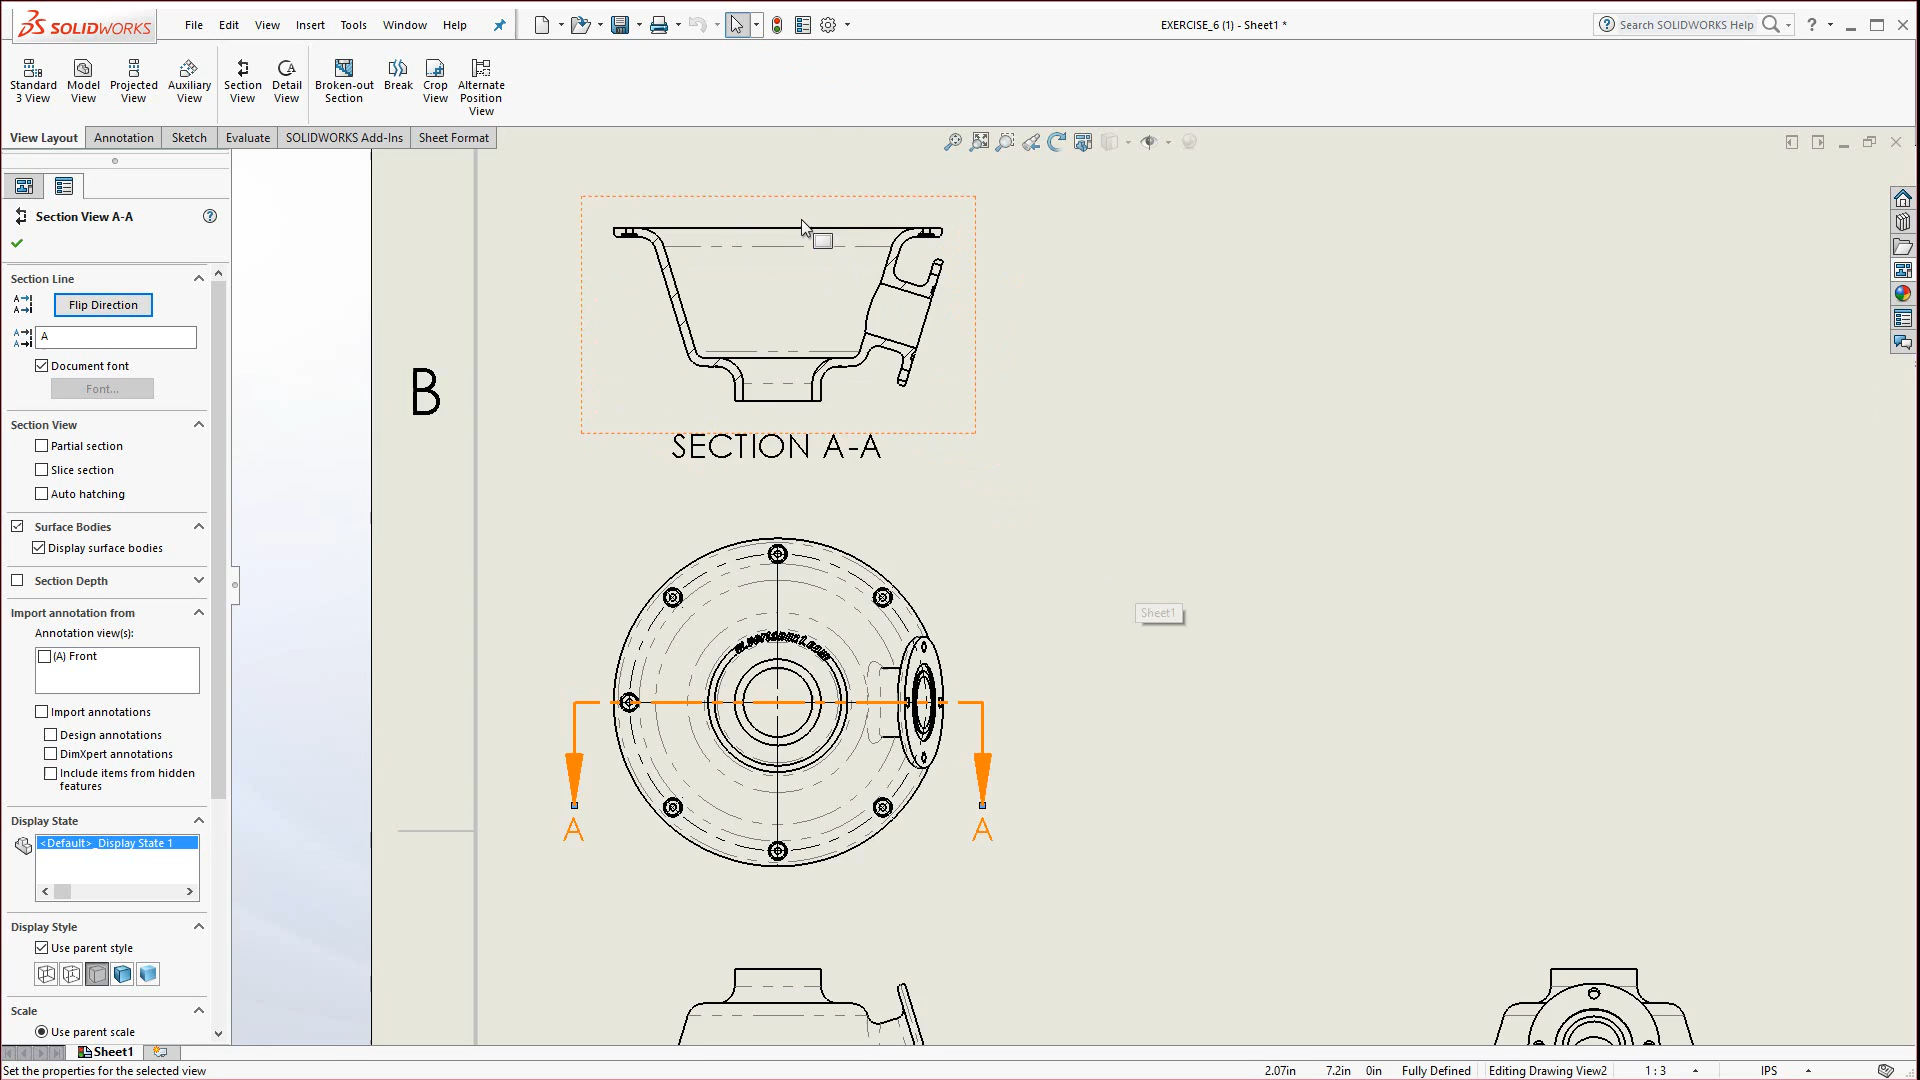 SOLIDWORKS
File Edit View Insert Tools Window Help
EXERCISE_6 (1) - Sheet1 *
Search SOLIDWORKS Help
?
Standard 3 View
Model View
Projected View
Auxiliary View
Section View
Detail View
Broken-out Section
Break
Crop View
Alternate Position View
View Layout Annotation Sketch Evaluate SOLIDWORKS Add-Ins Sheet Format
Section View A-A
?
Section Line
Flip Direction
A
Document font
Font...
Section View
Partial section
Slice section
Auto hatching
Surface Bodies
Display surface bodies
Section Depth
Import annotation from
Annotation view(s):
(A) Front
Import annotations
Design annotations
DimXpert annotations
Include items from hidden
features
Display State
<Default>_Display State 1
Display Style
Use parent style
Scale
Use parent scale
B
SECTION A-A
A
A
Sheet1
Sheet1
Set the properties for the selected view
2.07in 7.2in 0in Fully Defined Editing Drawing View2 1 : 3 IPS